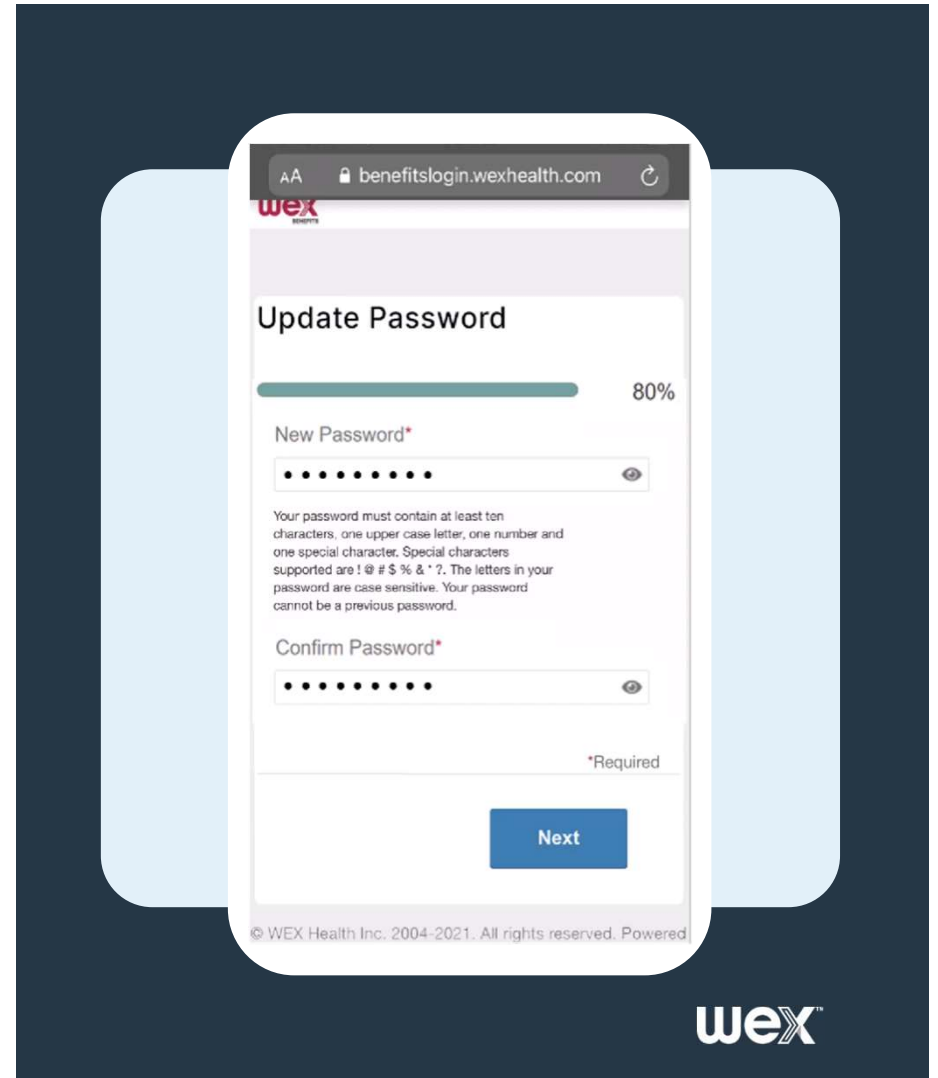 AA benefitslogin.wexhealth.com
wex
BENEFITS
Update Password
80%
New Password*
•••••••••
Your password must contain at least ten
characters, one upper case letter, one number and
one special character. Special characters
supported are ! @ # $ % & * ?. The letters in your
password are case sensitive. Your password
cannot be a previous password.
Confirm Password*
•••••••••
*Required
Next
© WEX Health Inc. 2004-2021. All rights reserved. Powered
wex™